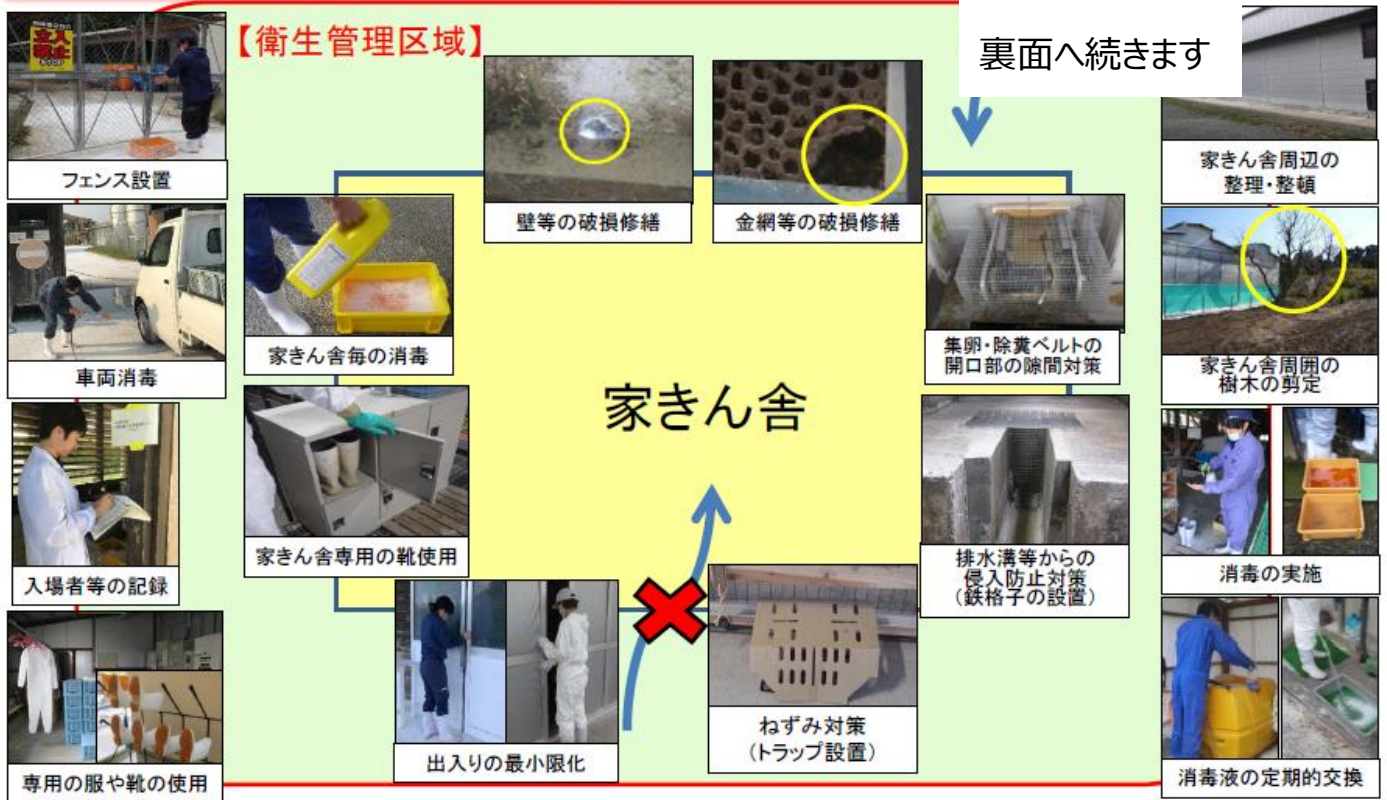 【衛生管理区域】
裏面へ続きます
立入
禁止
フェンス設置
車両消毒
入場者等の記録
専用の服や靴の使用
家きん舎毎の消毒
家きん舎専用の靴使用
壁等の破損修繕
金網等の破損修繕
家きん舎
出入りの最小限化
ねずみ対策
(トラップ設置)
集卵・除糞ベルトの
開口部の隙間対策
排水溝等からの
侵入防止対策
(鉄格子の設置)
家きん舎周辺の
整理・整頓
家きん舎周囲の
樹木の剪定
消毒の実施
消毒液の定期的交換